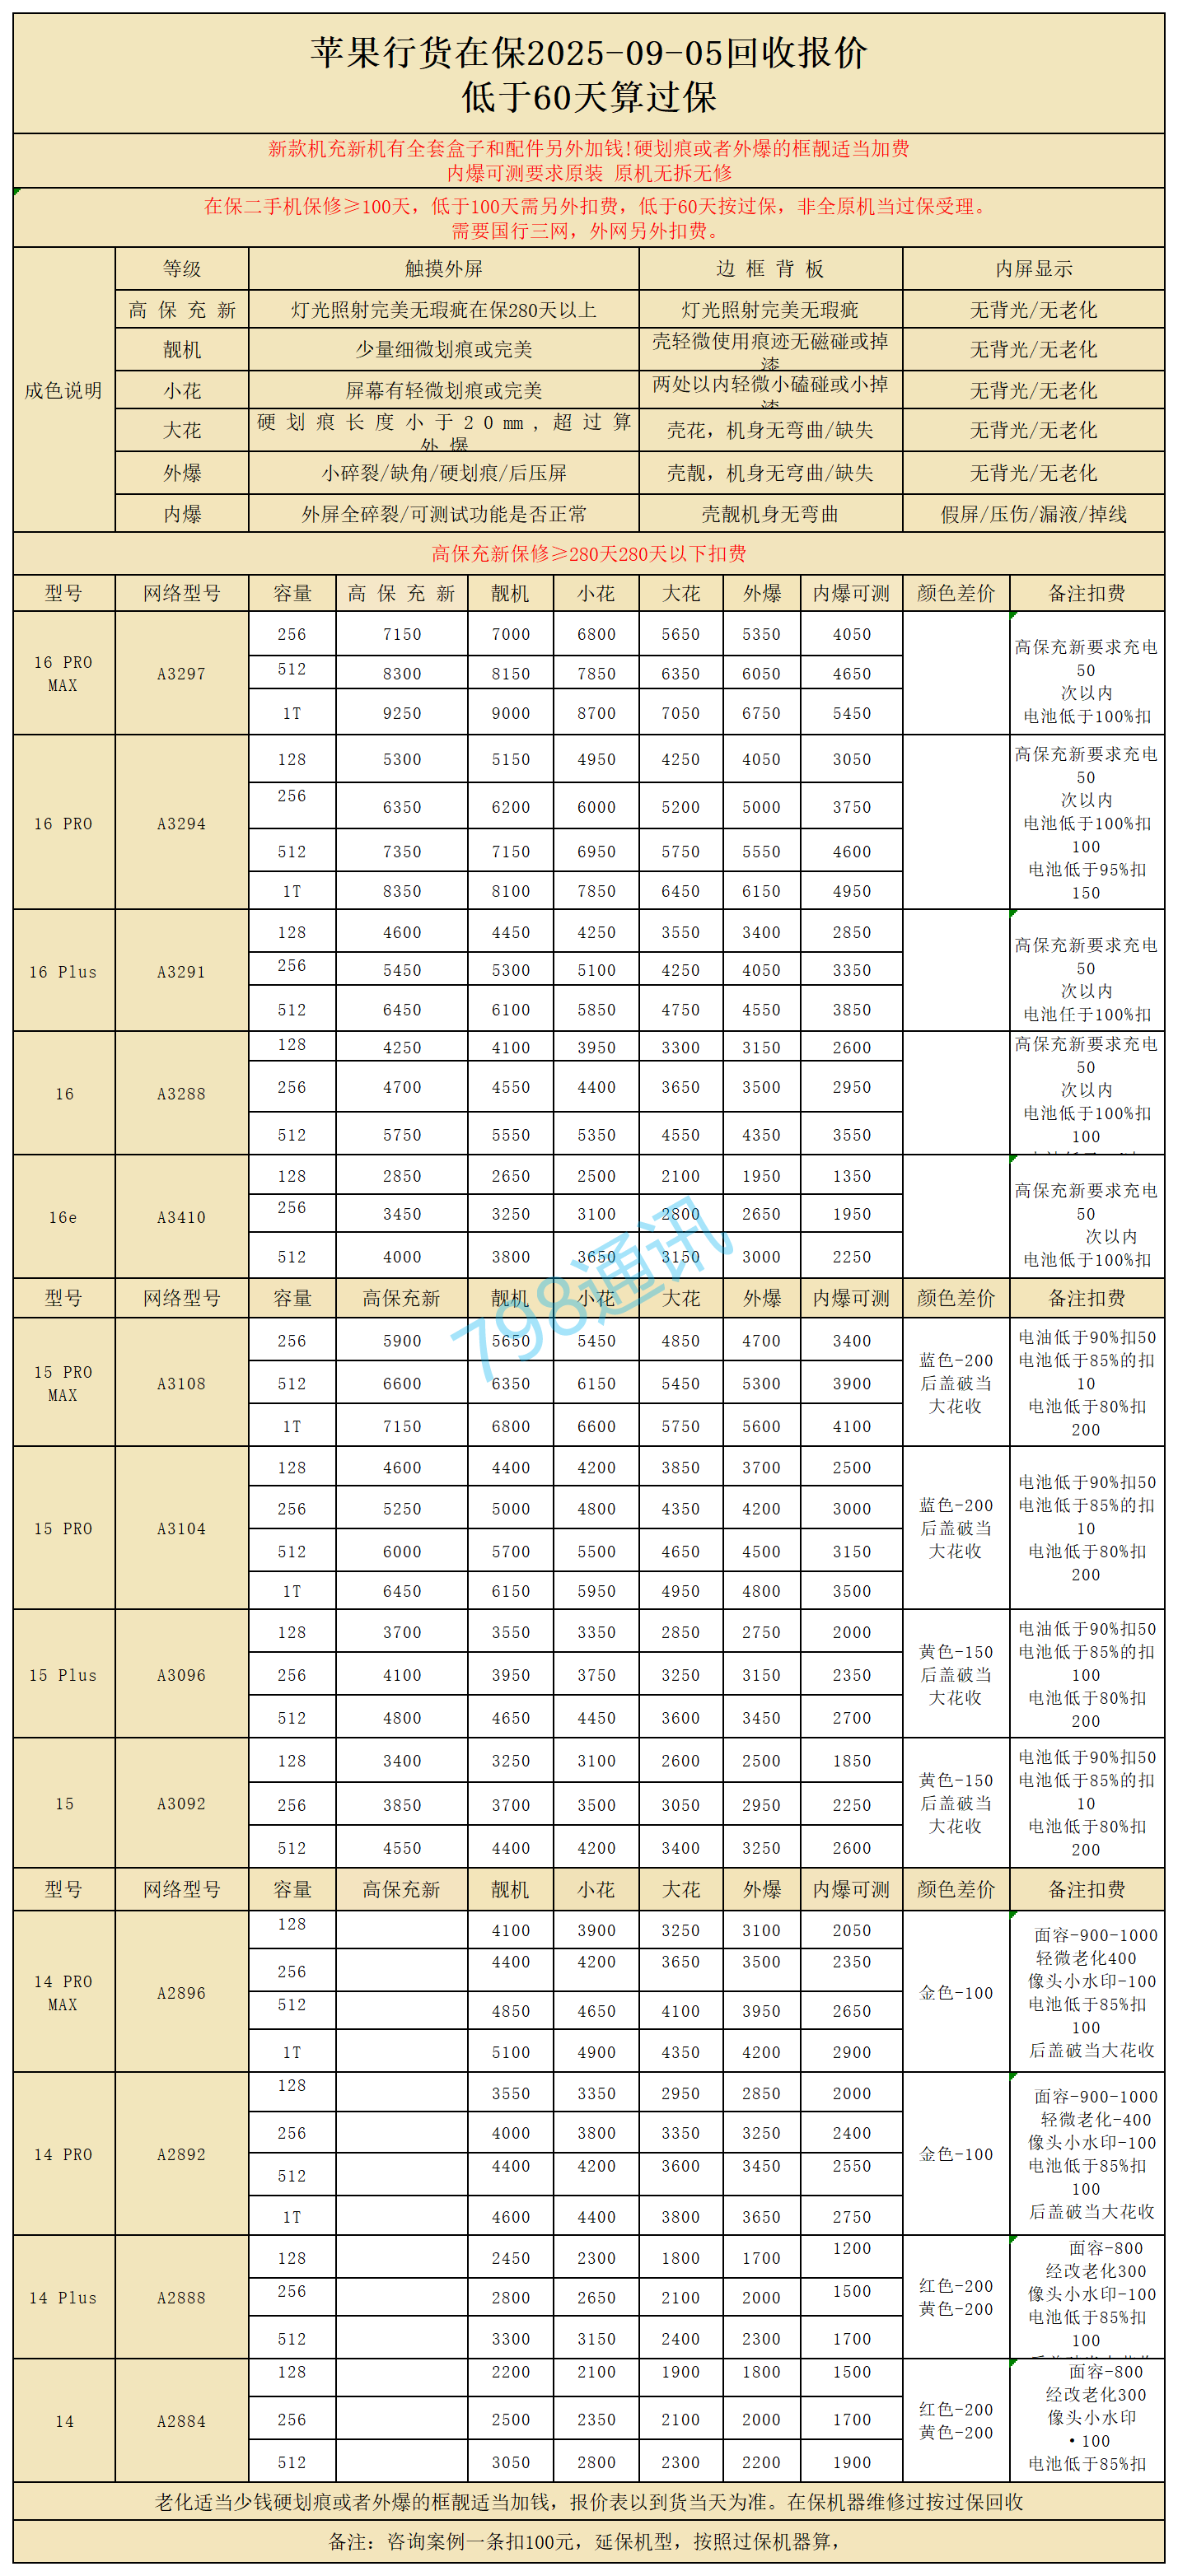 苹果行货在保2025-09-05回收报价
低于60天算过保
新款机充新机有全套盒子和配件另外加钱!硬划痕或者外爆的框靓适当加费
内爆可测要求原装 原机无拆无修
在保二手机保修≥100天，低于100天需另外扣费，低于60天按过保，非全原机当过保受理。
需要国行三网，外网另外扣费。
成色说明
等级 触摸外屏 边 框 背 板 内屏显示
高 保 充 新 灯光照射完美无瑕疵在保280天以上 灯光照射完美无瑕疵 无背光/无老化
靓机 少量细微划痕或完美 壳轻微使用痕迹无磁碰或掉漆 无背光/无老化
小花 屏幕有轻微划痕或完美 两处以内轻微小磕碰或小掉漆 无背光/无老化
大花 硬 划 痕 长 度 小 于 2 0 mm , 超 过 算 外 爆 壳花，机身无弯曲/缺失 无背光/无老化
外爆 小碎裂/缺角/硬划痕/后压屏 壳靓，机身无穹曲/缺失 无背光/无老化
内爆 外屏全碎裂/可测试功能是否正常 壳靓机身无弯曲 假屏/压伤/漏液/掉线
高保充新保修≥280天280天以下扣费
型号 网络型号 容量 高 保 充 新 靓机 小花 大花 外爆 内爆可测 颜色差价 备注扣费
16 PRO
MAX
A3297
256 7150 7000 6800 5650 5350 4050
512 8300 8150 7850 6350 6050 4650
1T 9250 9000 8700 7050 6750 5450
高保充新要求充电
50
次以内
电池低于100%扣
16 PRO
A3294
128 5300 5150 4950 4250 4050 3050
256 6350 6200 6000 5200 5000 3750
512 7350 7150 6950 5750 5550 4600
1T 8350 8100 7850 6450 6150 4950
高保充新要求充电
50
次以内
电池低于100%扣
100
电池低于95%扣
150
16 Plus
A3291
128 4600 4450 4250 3550 3400 2850
256 5450 5300 5100 4250 4050 3350
512 6450 6100 5850 4750 4550 3850
高保充新要求充电
50
次以内
电池任于100%扣
16
A3288
128 4250 4100 3950 3300 3150 2600
256 4700 4550 4400 3650 3500 2950
512 5750 5550 5350 4550 4350 3550
高保充新要求充电
50
次以内
电池低于100%扣
100
16e
A3410
128 2850 2650 2500 2100 1950 1350
256 3450 3250 3100 2800 2650 1950
512 4000 3800 3650 3150 3000 2250
高保充新要求充电
50
次以内
电池低于100%扣
798通讯
型号 网络型号 容量 高保充新 靓机 小花 大花 外爆 内爆可测 颜色差价 备注扣费
15 PRO
MAX
A3108
256 5900 5650 5450 4850 4700 3400
512 6600 6350 6150 5450 5300 3900
1T 7150 6800 6600 5750 5600 4100
蓝色-200
后盖破当
大花收
电油低于90%扣50
电池低于85%的扣
10
电池低于80%扣
200
15 PRO
A3104
128 4600 4400 4200 3850 3700 2500
256 5250 5000 4800 4350 4200 3000
512 6000 5700 5500 4650 4500 3150
1T 6450 6150 5950 4950 4800 3500
蓝色-200
后盖破当
大花收
电池低于90%扣50
电池低于85%的扣
10
电池低于80%扣
200
15 Plus
A3096
128 3700 3550 3350 2850 2750 2000
256 4100 3950 3750 3250 3150 2350
512 4800 4650 4450 3600 3450 2700
黄色-150
后盖破当
大花收
电油低于90%扣50
电池低于85%的扣
100
电池低于80%扣
200
15
A3092
128 3400 3250 3100 2600 2500 1850
256 3850 3700 3500 3050 2950 2250
512 4550 4400 4200 3400 3250 2600
黄色-150
后盖破当
大花收
电池低于90%扣50
电池低于85%的扣
10
电池低于80%扣
200
型号 网络型号 容量 高保充新 靓机 小花 大花 外爆 内爆可测 颜色差价 备注扣费
14 PRO
MAX
A2896
128 4100 3900 3250 3100 2050
256 4400 4200 3650 3500 2350
512 4850 4650 4100 3950 2650
1T 5100 4900 4350 4200 2900
金色-100
面容-900-1000
轻微老化400
像头小水印-100
电池低于85%扣
100
后盖破当大花收
14 PRO
A2892
128 3550 3350 2950 2850 2000
256 4000 3800 3350 3250 2400
512 4400 4200 3600 3450 2550
1T 4600 4400 3800 3650 2750
金色-100
面容-900-1000
轻微老化-400
像头小水印-100
电池低于85%扣
100
后盖破当大花收
14 Plus
A2888
128 2450 2300 1800 1700 1200
256 2800 2650 2100 2000 1500
512 3300 3150 2400 2300 1700
红色-200
黄色-200
面容-800
经改老化300
像头小水印-100
电池低于85%扣
100
14
A2884
128 2200 2100 1900 1800 1500
256 2500 2350 2100 2000 1700
512 3050 2800 2300 2200 1900
红色-200
黄色-200
面容-800
经改老化300
像头小水印
·100
电池低于85%扣
老化适当少钱硬划痕或者外爆的框靓适当加钱，报价表以到货当天为准。在保机器维修过按过保回收
备注：咨询案例一条扣100元，延保机型，按照过保机器算，